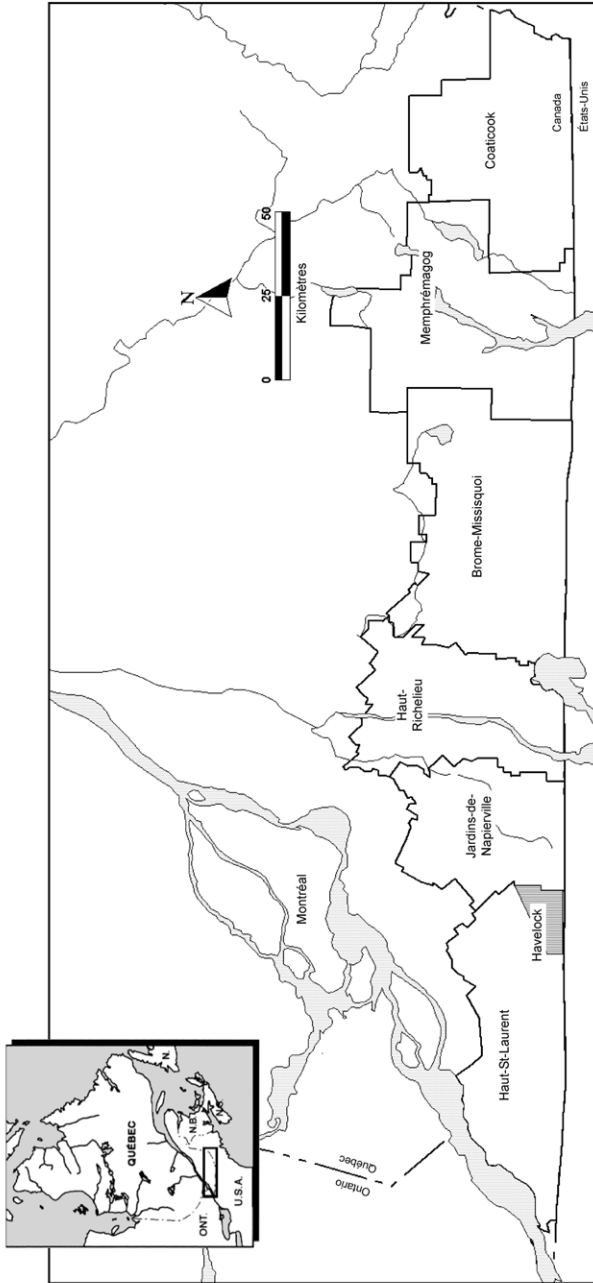 QUÉBEC
ONT.
N.B.
N.S.
N.
U.S.A.
Ontario
Québec
Montréal
N
0
25
50
Kilomètres
Haut-St-Laurent
Havelock
Jardins-de-
Napierville
Haut-
Richelieu
Brome-Missisquoi
Memphrémagog
Coaticook
Canada
États-Unis